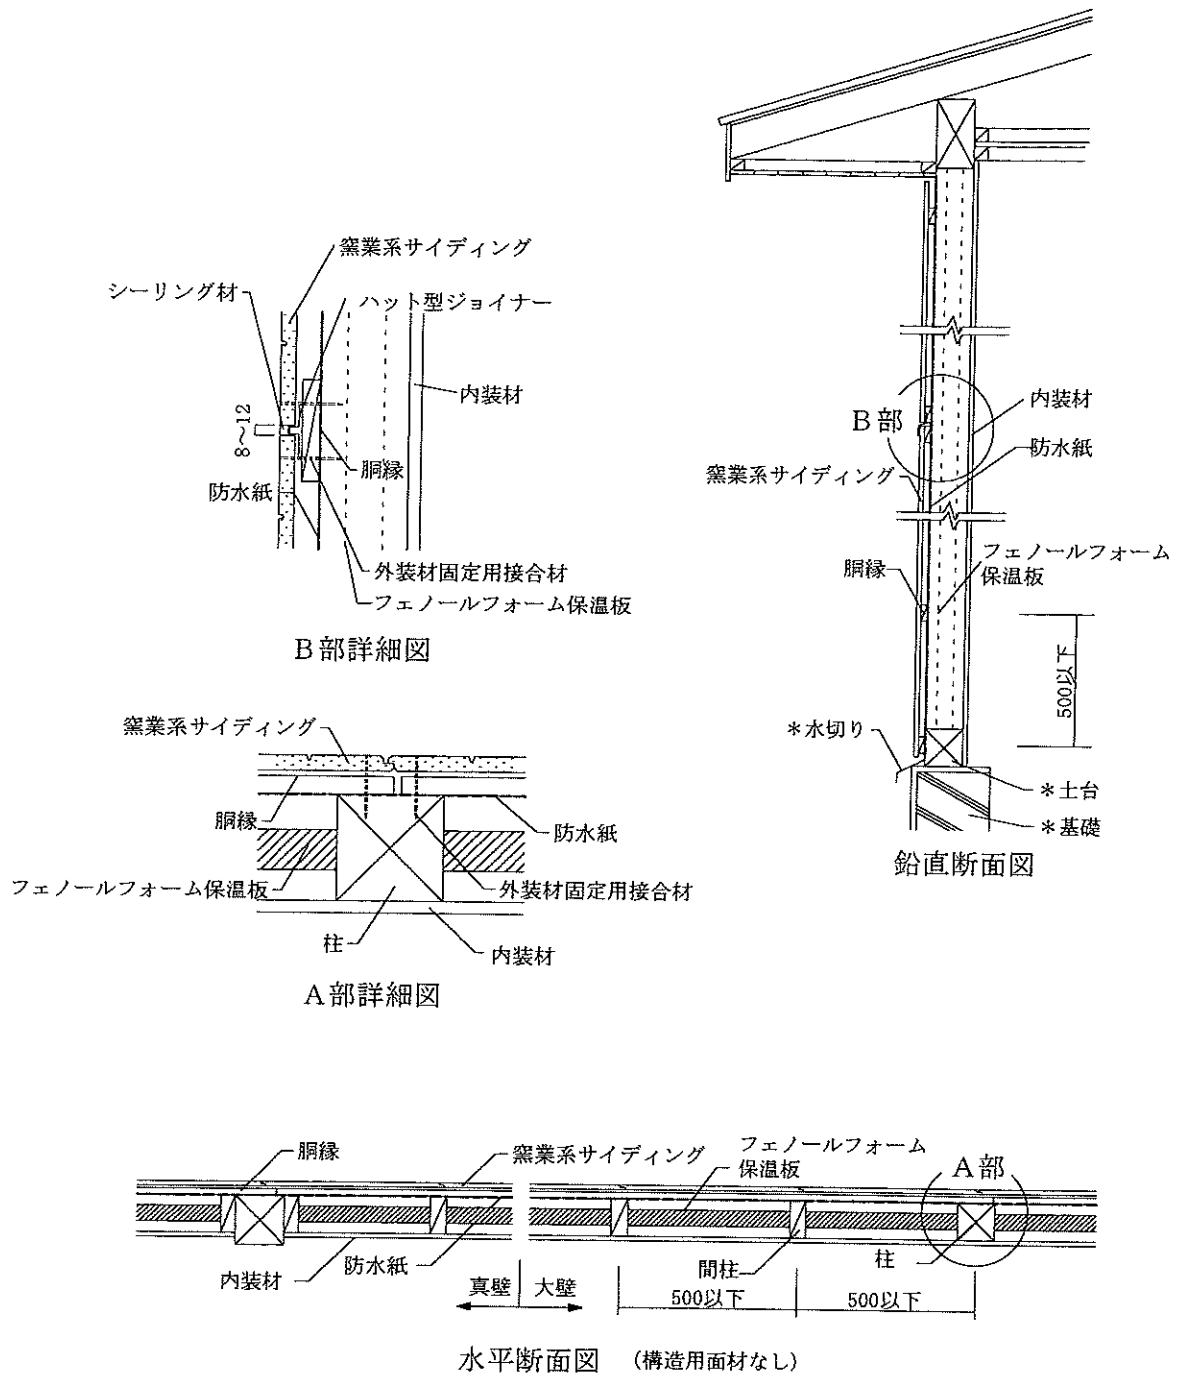 窯業系サイディング
シーリング材
ハット型ジョイナー
内装材
8～12
胴縁
防水紙
外装材固定用接合材
フェノールフォーム保温板
B部詳細図
B部
内装材
防水紙
窯業系サイディング
フェノールフォーム
保温板
胴縁
500以下
＊水切り
＊土台
＊基礎
鉛直断面図
窯業系サイディング
胴縁
防水紙
フェノールフォーム保温板
外装材固定用接合材
柱
内装材
A部詳細図
胴縁
窯業系サイディング
フェノールフォーム
保温板
A部
内装材
防水紙
間柱
柱
真壁
大壁
500以下
500以下
水平断面図 （構造用面材なし）